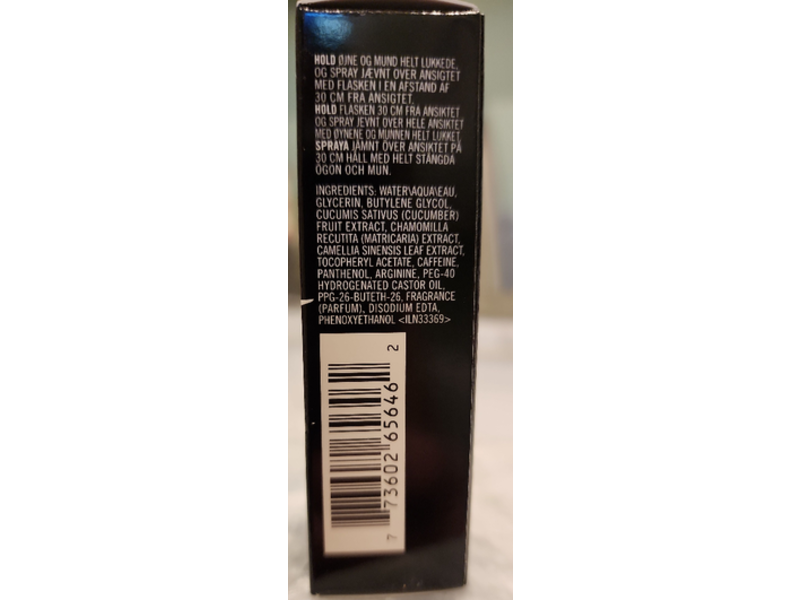 HOLD ØJNE OG MUND HELT LUKKEDE,
OG SPRAY JÆVNT OVER ANSIGTET
MED FLASKEN I EN AFSTAND AF
30 CM FRA ANSIGTET.
HOLD FLASKEN 30 CM FRA ANSIKTET
OG SPRAY JEVNT OVER HELE ANSIKTET
MED ØYNENE OG MUNNEN HELT LUKKET.
SPRAYA JÄMNT ÖVER ANSIKTET PÅ
30 CM HÅLL MED HELT STÄNGDA
ÖGON OCH MUN.
INGREDIENTS: WATER\AQUA\EAU,
GLYCERIN, BUTYLENE GLYCOL,
CUCUMIS SATIVUS (CUCUMBER)
FRUIT EXTRACT, CHAMOMILLA
RECUTITA (MATRICARIA) EXTRACT,
CAMELLIA SINENSIS LEAF EXTRACT,
TOCOPHERYL ACETATE, CAFFEINE,
PANTHENOL, ARGININE, PEG-40
HYDROGENATED CASTOR OIL,
PPG-26-BUTETH-26, FRAGRANCE
(PARFUM), DISODIUM EDTA,
PHENOXYETHANOL <ILN33369>
7 73602 65646 2